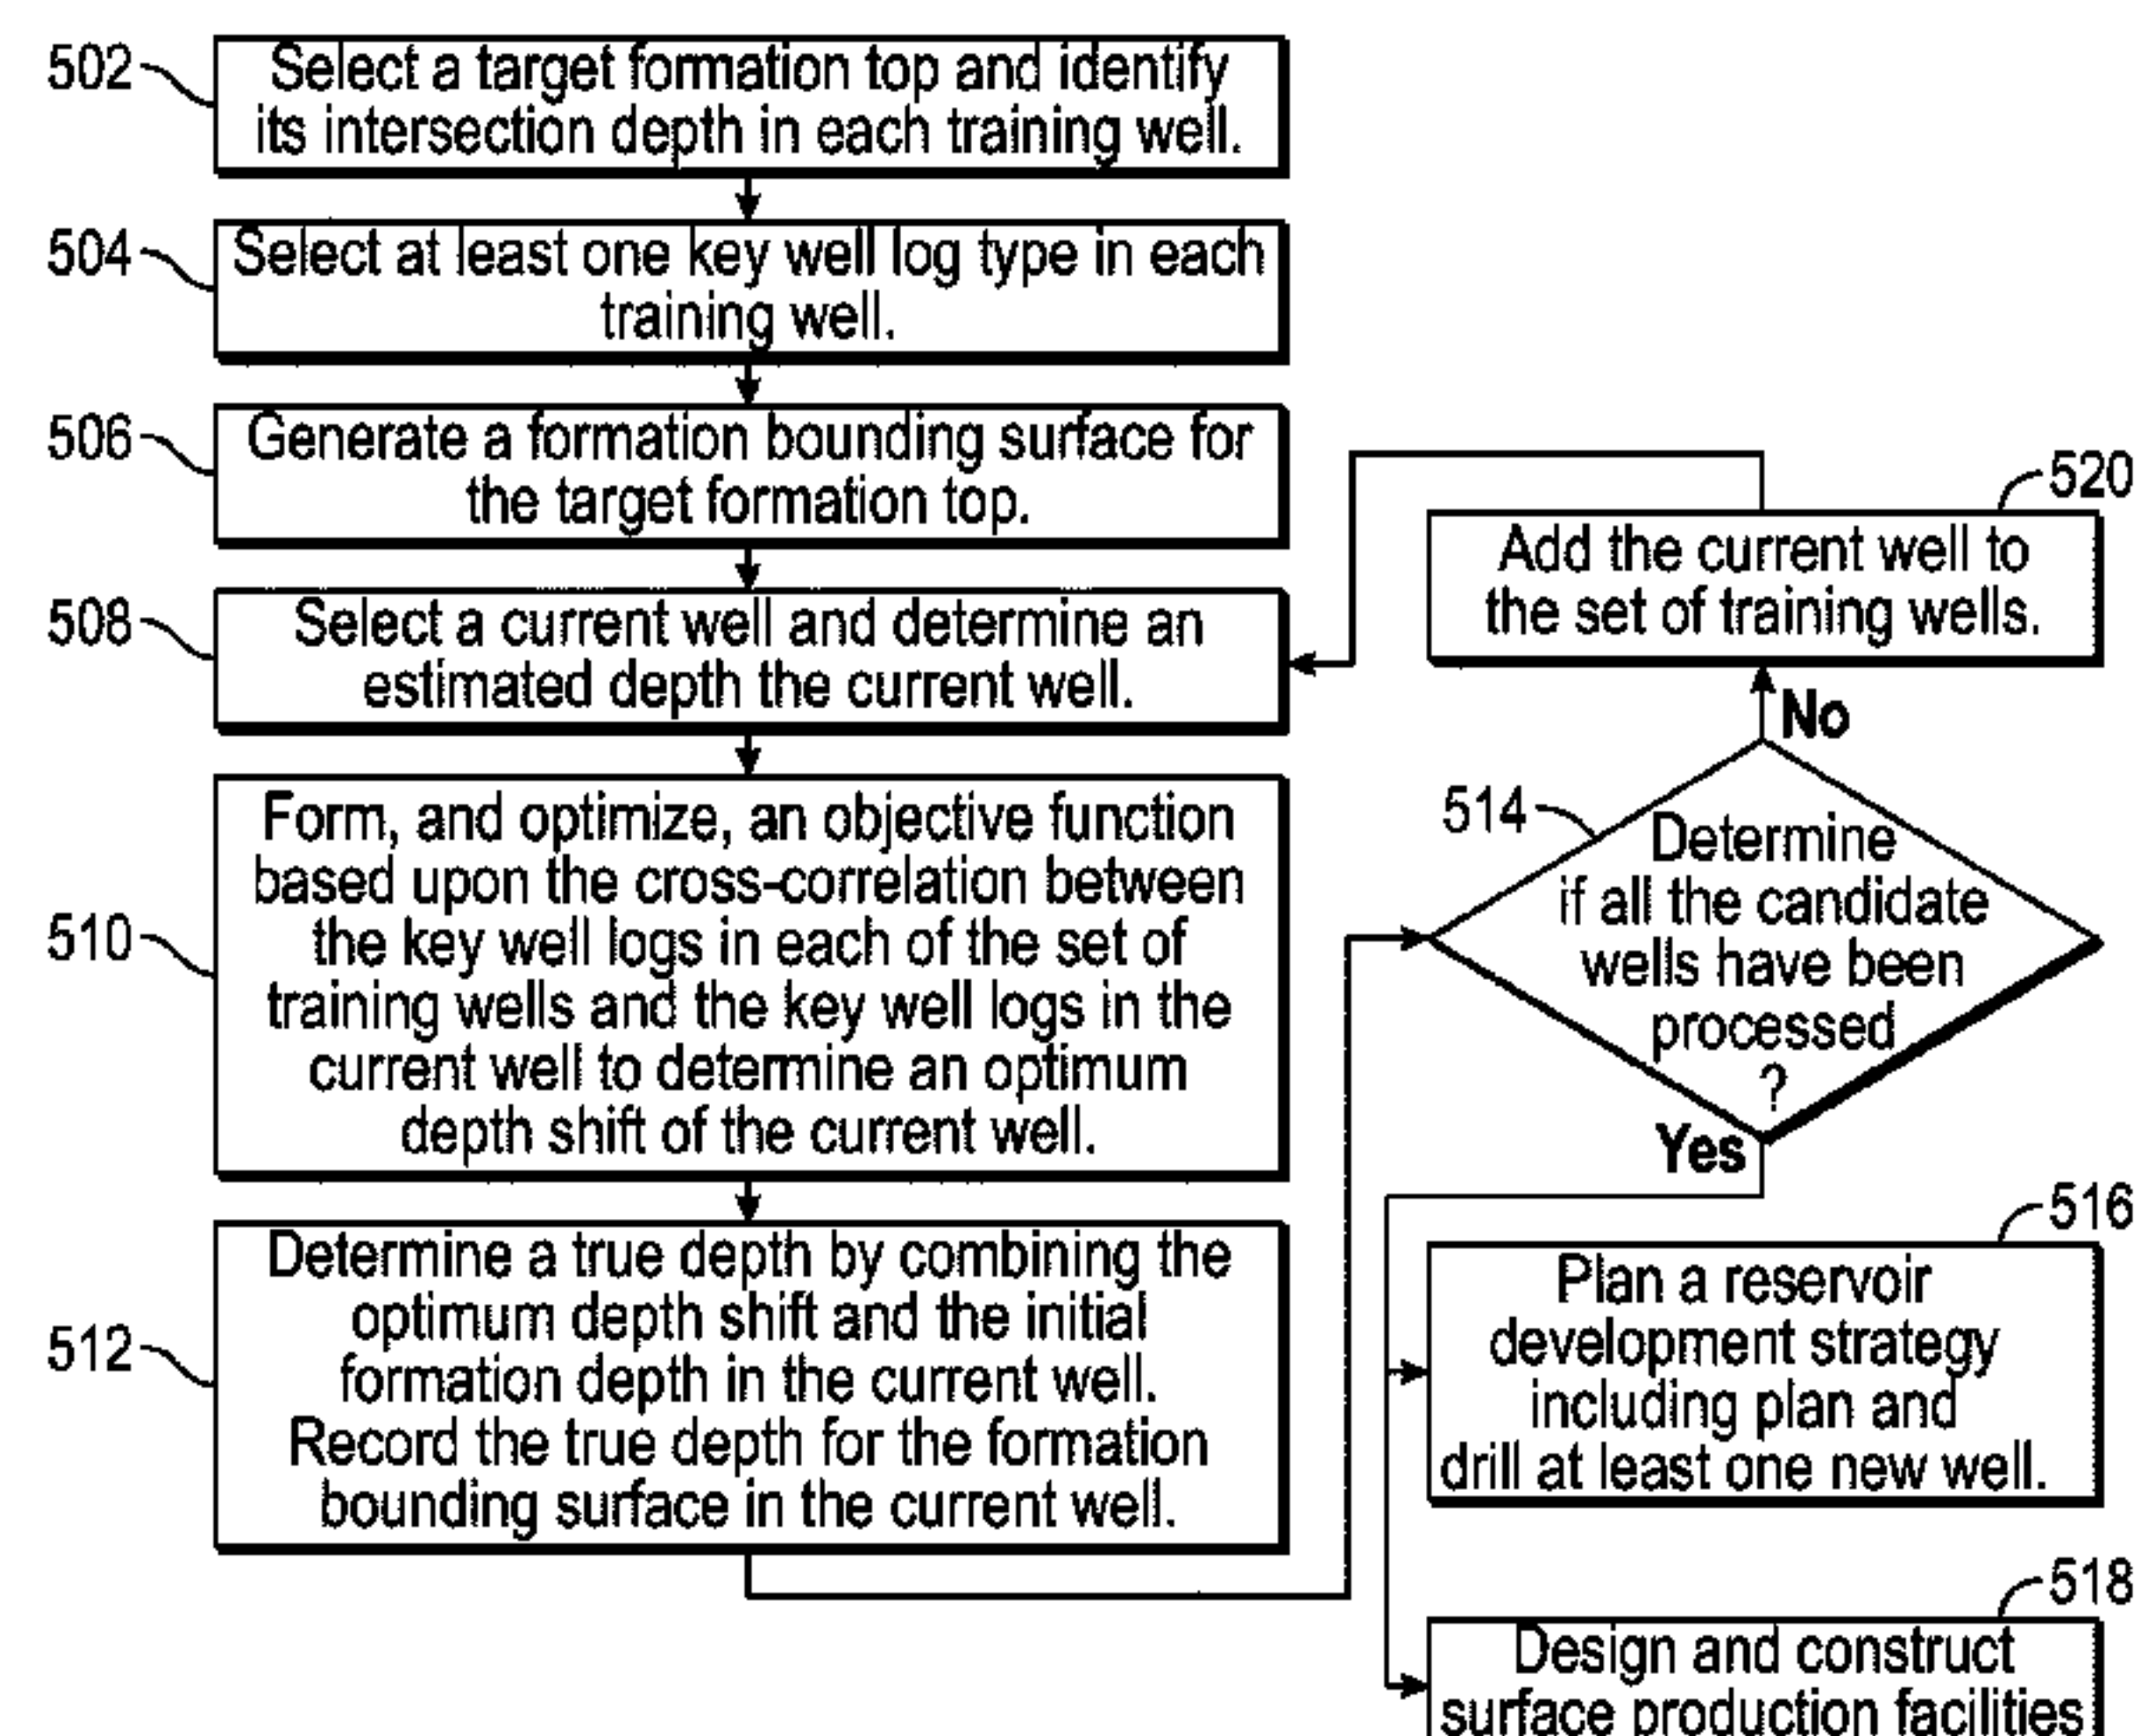 502
Select a target formation top and identify
its intersection depth in each training well.
504
Select at least one key well log type in each
training well.
506
Generate a formation bounding surface for
the target formation top.
508
Select a current well and determine an
estimated depth the current well.
510
Form, and optimize, an objective function
based upon the cross-correlation between
the key well logs in each of the set of
training wells and the key well logs in the
current well to determine an optimum
depth shift of the current well.
512
Determine a true depth by combining the
optimum depth shift and the initial
formation depth in the current well.
Record the true depth for the formation
bounding surface in the current well.
520
Add the current well to
the set of training wells.
No
514
Determine
if all the candidate
wells have been
processed
?
Yes
516
Plan a reservoir
development strategy
including plan and
drill at least one new well.
518
Design and construct
surface production facilities